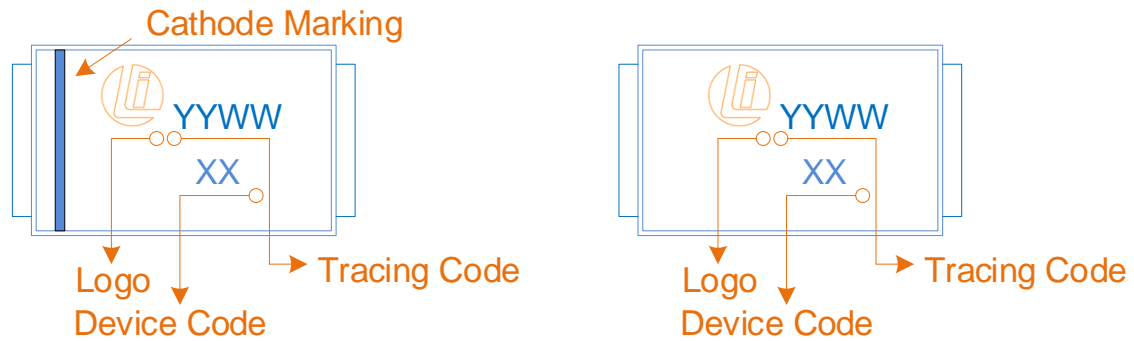 Cathode Marking
YYWW
XX
Logo
Tracing Code
Device Code
YYWW
XX
Logo
Tracing Code
Device Code